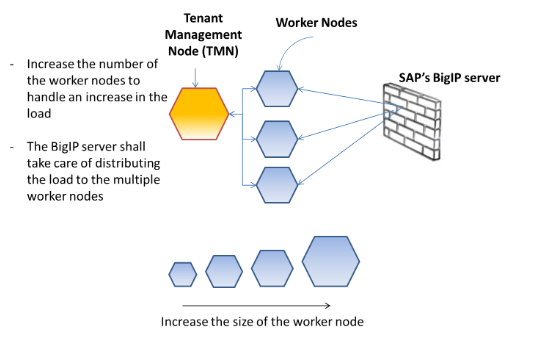 Tenant
Management
Node (TMN)
Worker Nodes
SAP's BigIP server
- Increase the number of
the worker nodes to
handle an increase in the
load
- The BigIP server shall
take care of distributing
the load to the multiple
worker nodes
Increase the size of the worker node